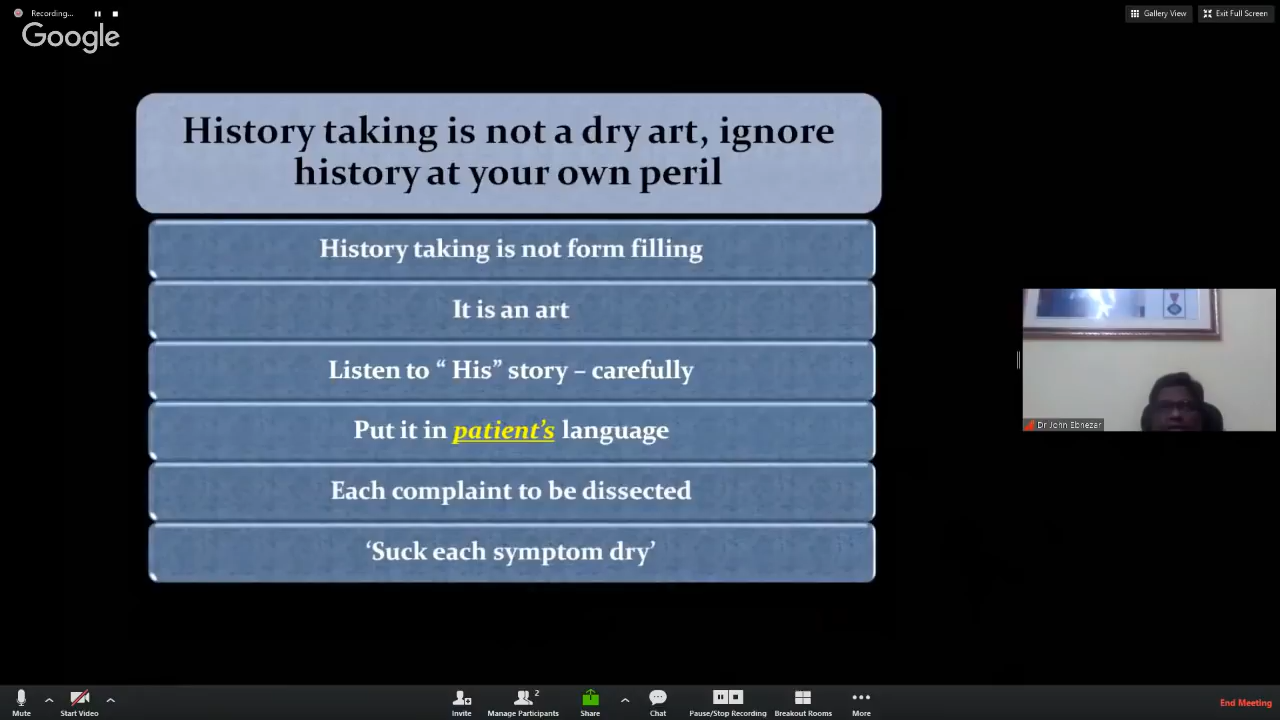 Recording...
Gallery View
Exit Full Screen
Google
History taking is not a dry art, ignore
history at your own peril
History taking is not form filling
It is an art
Listen to “ His” story – carefully
Put it in patient’s language
Each complaint to be dissected
‘Suck each symptom dry’
Dr John Ebnezar
Mute
Start Video
Invite
2
Manage Participants
Share
Chat
Pause/Stop Recording
Breakout Rooms
More
End Meeting